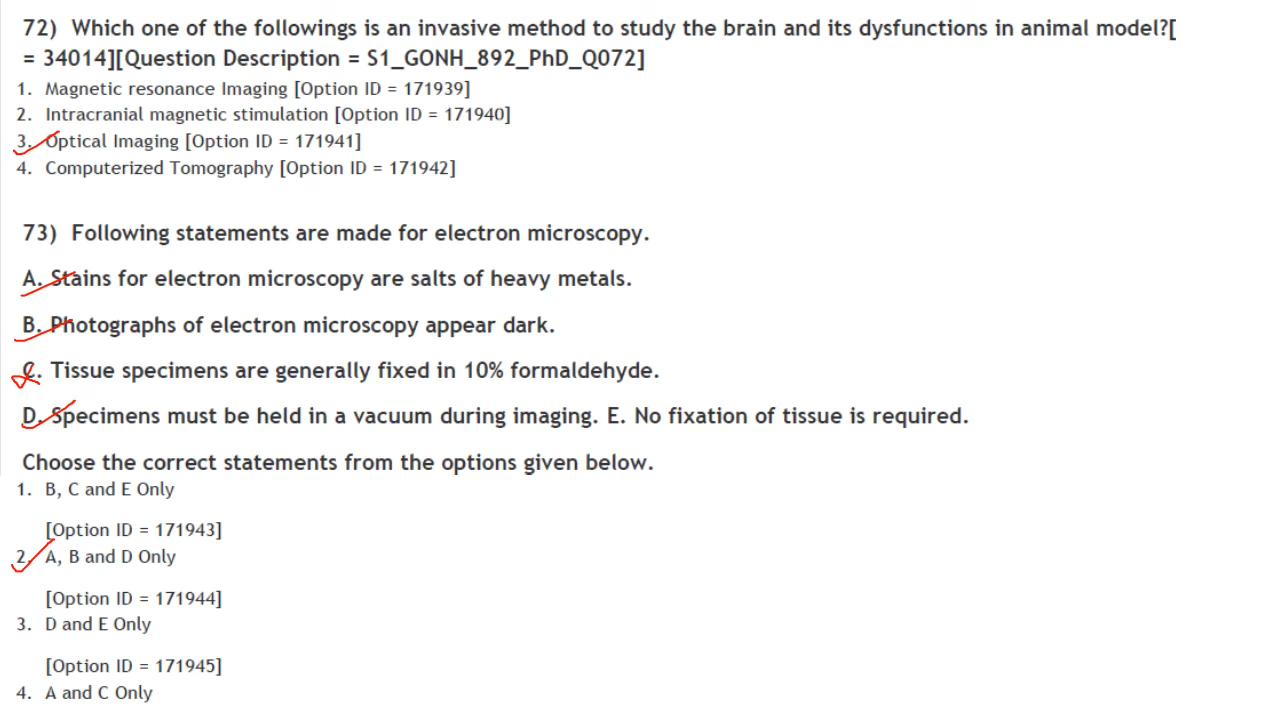 72) Which one of the followings is an invasive method to study the brain and its dysfunctions in animal model?[
= 34014][Question Description = S1_GONH_892_PhD_Q072]
1. Magnetic resonance Imaging [Option ID = 171939]
2. Intracranial magnetic stimulation [Option ID = 171940]
3. Optical Imaging [Option ID = 171941]
4. Computerized Tomography [Option ID = 171942]
73) Following statements are made for electron microscopy.
A. Stains for electron microscopy are salts of heavy metals.
B. Photographs of electron microscopy appear dark.
C. Tissue specimens are generally fixed in 10% formaldehyde.
D. Specimens must be held in a vacuum during imaging. E. No fixation of tissue is required.
Choose the correct statements from the options given below.
1. B, C and E Only
[Option ID = 171943]
2. A, B and D Only
[Option ID = 171944]
3. D and E Only
[Option ID = 171945]
4. A and C Only